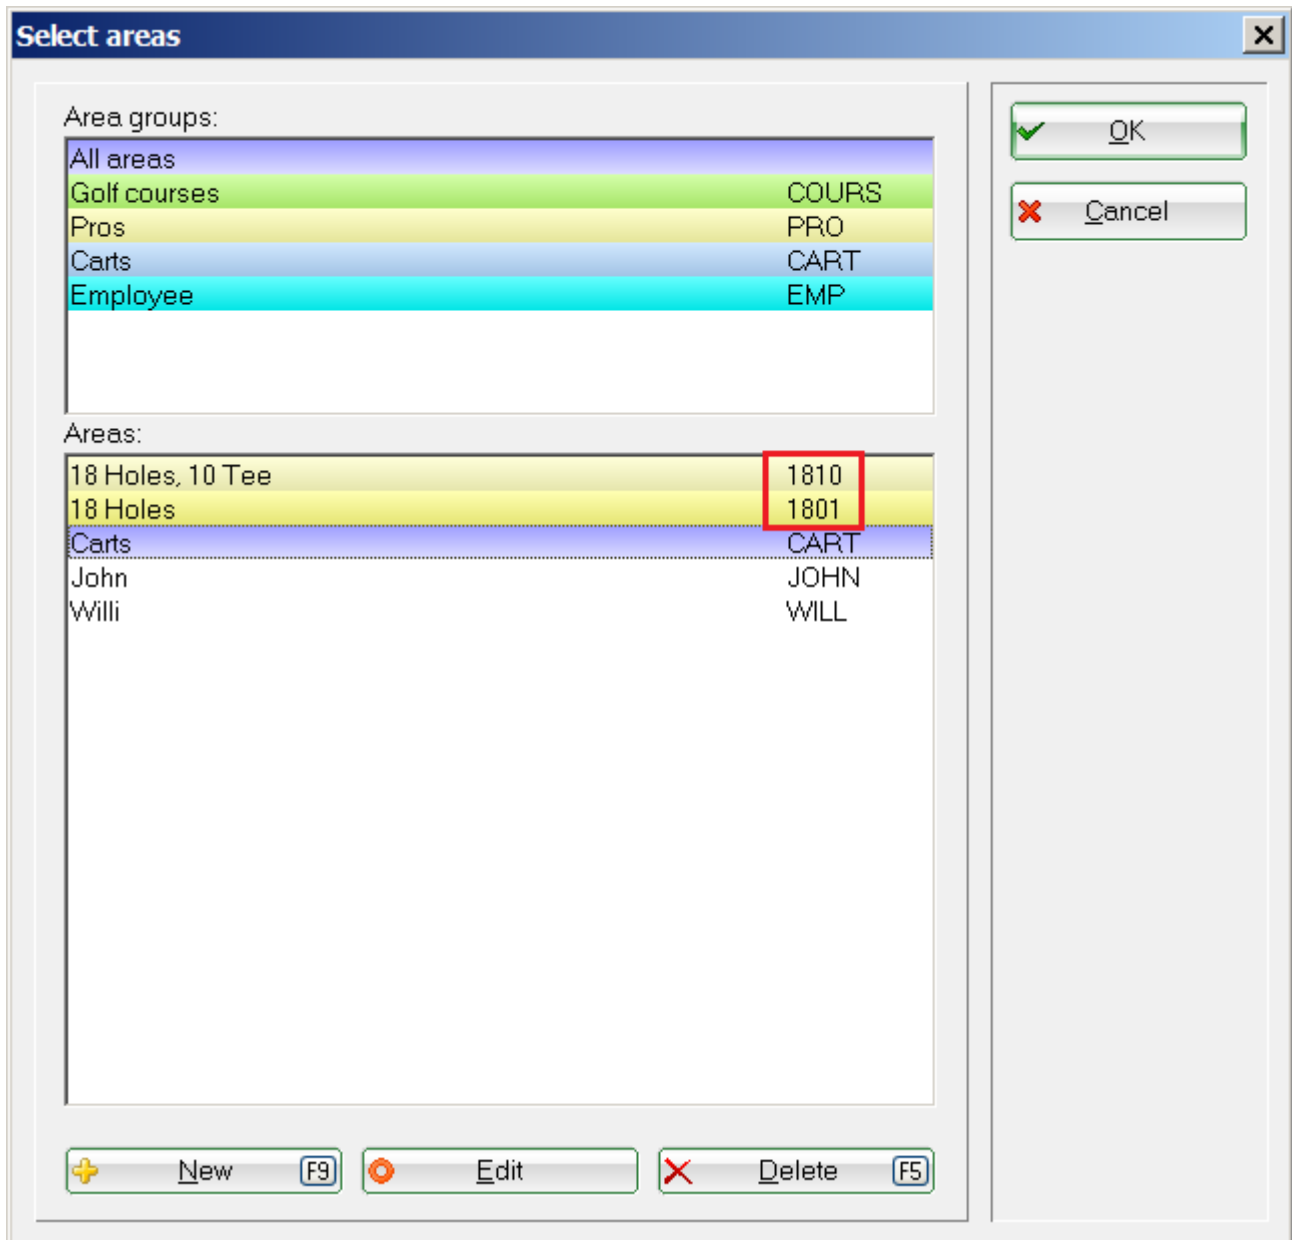 Select areas
Area groups:
All areas
Golf courses COURS
Pros PRO
Carts CART
Employee EMP
Areas:
18 Holes, 10 Tee 1810
18 Holes 1801
Carts CART
John JOHN
Willi WILL
New F9 Edit Delete F5
OK
Cancel